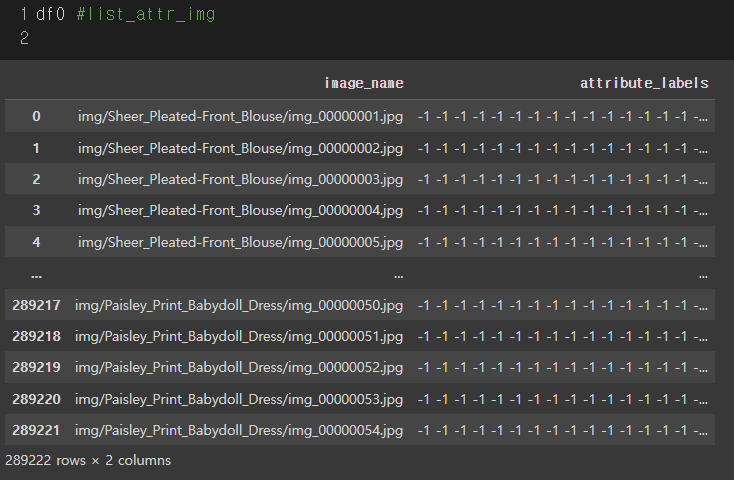 1 df0 #list_attr_img
2
image_name attribute_labels
0 img/Sheer_Pleated-Front_Blouse/img_00000001.jpg -1 -1 -1 -1 -1 -1 -1 -1 -1 -1 -1 -1 -1 -1 -1 -...
1 img/Sheer_Pleated-Front_Blouse/img_00000002.jpg -1 -1 -1 -1 -1 -1 -1 -1 -1 -1 -1 -1 -1 -1 -1 -...
2 img/Sheer_Pleated-Front_Blouse/img_00000003.jpg -1 -1 -1 -1 -1 -1 -1 -1 -1 -1 -1 -1 -1 -1 -1 -...
3 img/Sheer_Pleated-Front_Blouse/img_00000004.jpg -1 -1 -1 -1 -1 -1 -1 -1 -1 -1 -1 -1 -1 -1 -1 -...
4 img/Sheer_Pleated-Front_Blouse/img_00000005.jpg -1 -1 -1 -1 -1 -1 -1 -1 -1 -1 -1 -1 -1 -1 -1 -...
... ... ...
289217 img/Paisley_Print_Babydoll_Dress/img_00000050.jpg -1 -1 -1 -1 -1 -1 -1 -1 -1 -1 -1 -1 -1 -1 -1 -...
289218 img/Paisley_Print_Babydoll_Dress/img_00000051.jpg -1 -1 -1 -1 -1 -1 -1 -1 -1 -1 -1 -1 -1 -1 -1 -...
289219 img/Paisley_Print_Babydoll_Dress/img_00000052.jpg -1 -1 -1 -1 -1 -1 -1 -1 -1 -1 -1 -1 -1 -1 -1 -...
289220 img/Paisley_Print_Babydoll_Dress/img_00000053.jpg -1 -1 -1 -1 -1 -1 -1 -1 -1 -1 -1 -1 -1 -1 -1 -...
289221 img/Paisley_Print_Babydoll_Dress/img_00000054.jpg -1 -1 -1 -1 -1 -1 -1 -1 -1 -1 -1 -1 -1 -1 -1 -...
289222 rows × 2 columns